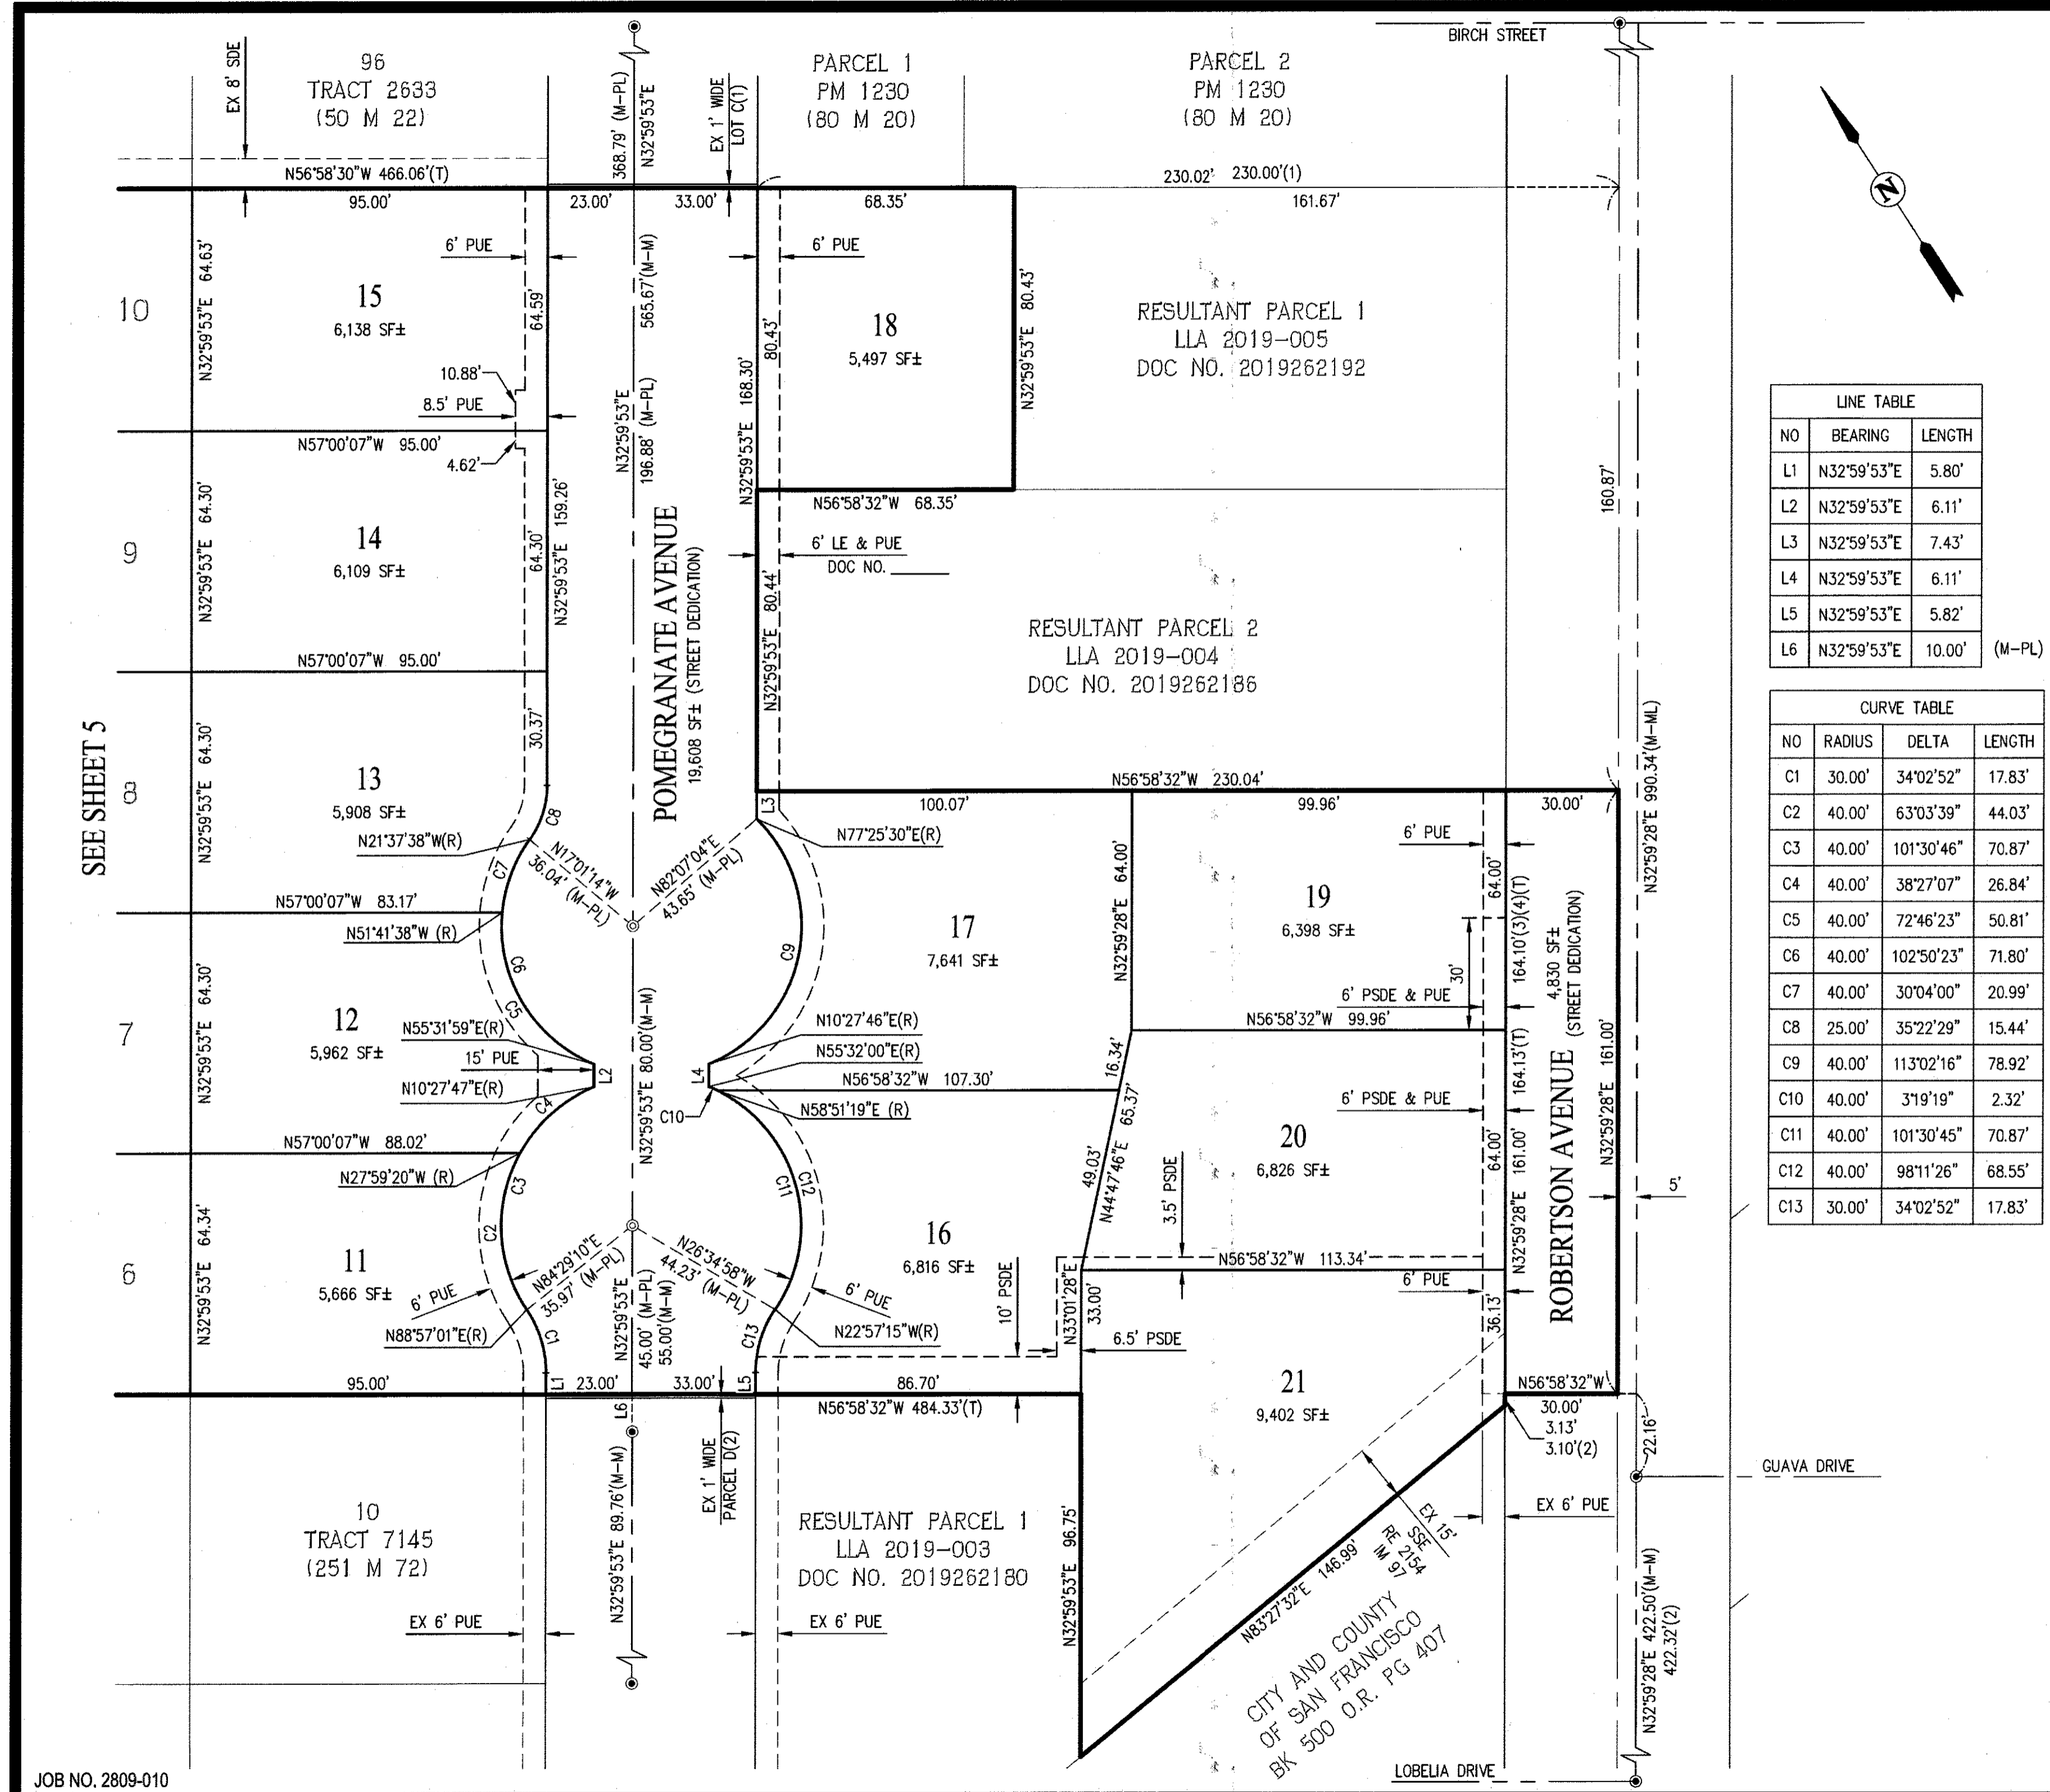 BIRCH STREET
EX 8' SDE
96
TRACT 2633
(50 M 22)
368.79' (M-PL)
N32°59'53"E
EX 1' WIDE
LOT C(1)
PARCEL 1
PM 1230
(80 M 20)
PARCEL 2
PM 1230
(80 M 20)
N
N56°58'30"W 466.06'(T)
230.02' 230.00'(1)
95.00'
23.00'
33.00'
68.35'
161.67'
10
N32°59'53"E 64.63'
6' PUE
15
6,138 SF±
64.59'
10.88'
8.5' PUE
565.67'(M-M)
N32°59'53"E
196.88' (M-PL)
6' PUE
80.43'
N32°59'53"E 168.30'
18
5,497 SF±
N32°59'53"E 80.43'
RESULTANT PARCEL 1
LLA 2019-005
DOC NO. 2019262192
N57°00'07"W 95.00'
4.62'
N56°58'32"W 68.35'
160.87'
9
N32°59'53"E 64.30'
14
6,109 SF±
64.30'
N32°59'53"E 159.26'
POMEGRANATE AVENUE
19,608 SF± (STREET DEDICATION)
6' LE & PUE
DOC NO. ______
N32°59'53"E 80.44'
RESULTANT PARCEL 2
LLA 2019-004
DOC NO. 2019262186
N57°00'07"W 95.00'
SEE SHEET 5
8
N32°59'53"E 64.30'
13
5,908 SF±
30.37'
C8
L3
N21°37'38"W(R)
C7
N17°01'14"W
36.04' (M-PL)
N82°07'04"E
43.65' (M-PL)
N56°58'32"W 230.04'
100.07'
99.96'
30.00'
N77°25'30"E(R)
6' PUE
N32°59'28"E 990.34'(M-ML)
N57°00'07"W 83.17'
N51°41'38"W (R)
C6
C5
C9
17
7,641 SF±
N32°59'28"E 64.00'
19
6,398 SF±
64.00'
30'
164.10'(3)(4)(T)
4,830 SF±
(STREET DEDICATION)
6' PSDE & PUE
N56°58'32"W 99.96'
7
N32°59'53"E 64.30'
12
5,962 SF±
N55°31'59"E(R)
15' PUE
N10°27'47"E(R)
L2
L4
C4
N32°59'53"E 80.00'(M-M)
N10°27'46"E(R)
N55°32'00"E(R)
N56°58'32"W 107.30'
N58°51'19"E (R)
C10
16.34'
65.37'
49.03'
N44°47'46"E
164.13'(T)
6' PSDE & PUE
20
6,826 SF±
64.00'
N32°59'28"E 161.00'
ROBERTSON AVENUE
N32°59'28"E 161.00'
5'
N57°00'07"W 88.02'
N27°59'20"W (R)
C3
C2
C11
C12
3.5' PSDE
6
N32°59'53"E 64.34'
11
5,666 SF±
6' PUE
N84°29'10"E
35.97' (M-PL)
N26°34'58"W
44.23' (M-PL)
N88°57'01"E(R)
C1
N32°59'53"E
45.00' (M-PL)
55.00'(M-M)
C13
16
6,816 SF±
6' PUE
N22°57'15"W(R)
10' PSDE
N33°01'28"E
33.00'
6.5' PSDE
N56°58'32"W 113.34'
6' PUE
36.13'
95.00'
L1
23.00'
33.00'
L5
86.70'
N56°58'32"W 484.33'(T)
L6
21
9,402 SF±
N56°58'32"W
30.00'
3.13'
3.10'(2)
22.16'
GUAVA DRIVE
N32°59'53"E 89.76'(M-M)
EX 1' WIDE
PARCEL D(2)
10
TRACT 7145
(251 M 72)
RESULTANT PARCEL 1
LLA 2019-003
DOC NO. 2019262180
N32°59'53"E 96.75'
N83°27'32"E 146.99'
EX 15'
SSE
RE 2154
IM 97
EX 6' PUE
EX 6' PUE
EX 6' PUE
CITY AND COUNTY
OF SAN FRANCISCO
BK 500 O.R. PG 407
N32°59'28"E 422.50'(M-M)
422.32'(2)
LOBELIA DRIVE
JOB NO. 2809-010
LINE TABLE
NO BEARING LENGTH
L1 N32°59'53"E 5.80'
L2 N32°59'53"E 6.11'
L3 N32°59'53"E 7.43'
L4 N32°59'53"E 6.11'
L5 N32°59'53"E 5.82'
L6 N32°59'53"E 10.00' (M-PL)
CURVE TABLE
NO RADIUS DELTA LENGTH
C1 30.00' 34°02'52" 17.83'
C2 40.00' 63°03'39" 44.03'
C3 40.00' 101°30'46" 70.87'
C4 40.00' 38°27'07" 26.84'
C5 40.00' 72°46'23" 50.81'
C6 40.00' 102°50'23" 71.80'
C7 40.00' 30°04'00" 20.99'
C8 25.00' 35°22'29" 15.44'
C9 40.00' 113°02'16" 78.92'
C10 40.00' 3°19'19" 2.32'
C11 40.00' 101°30'45" 70.87'
C12 40.00' 98°11'26" 68.55'
C13 30.00' 34°02'52" 17.83'